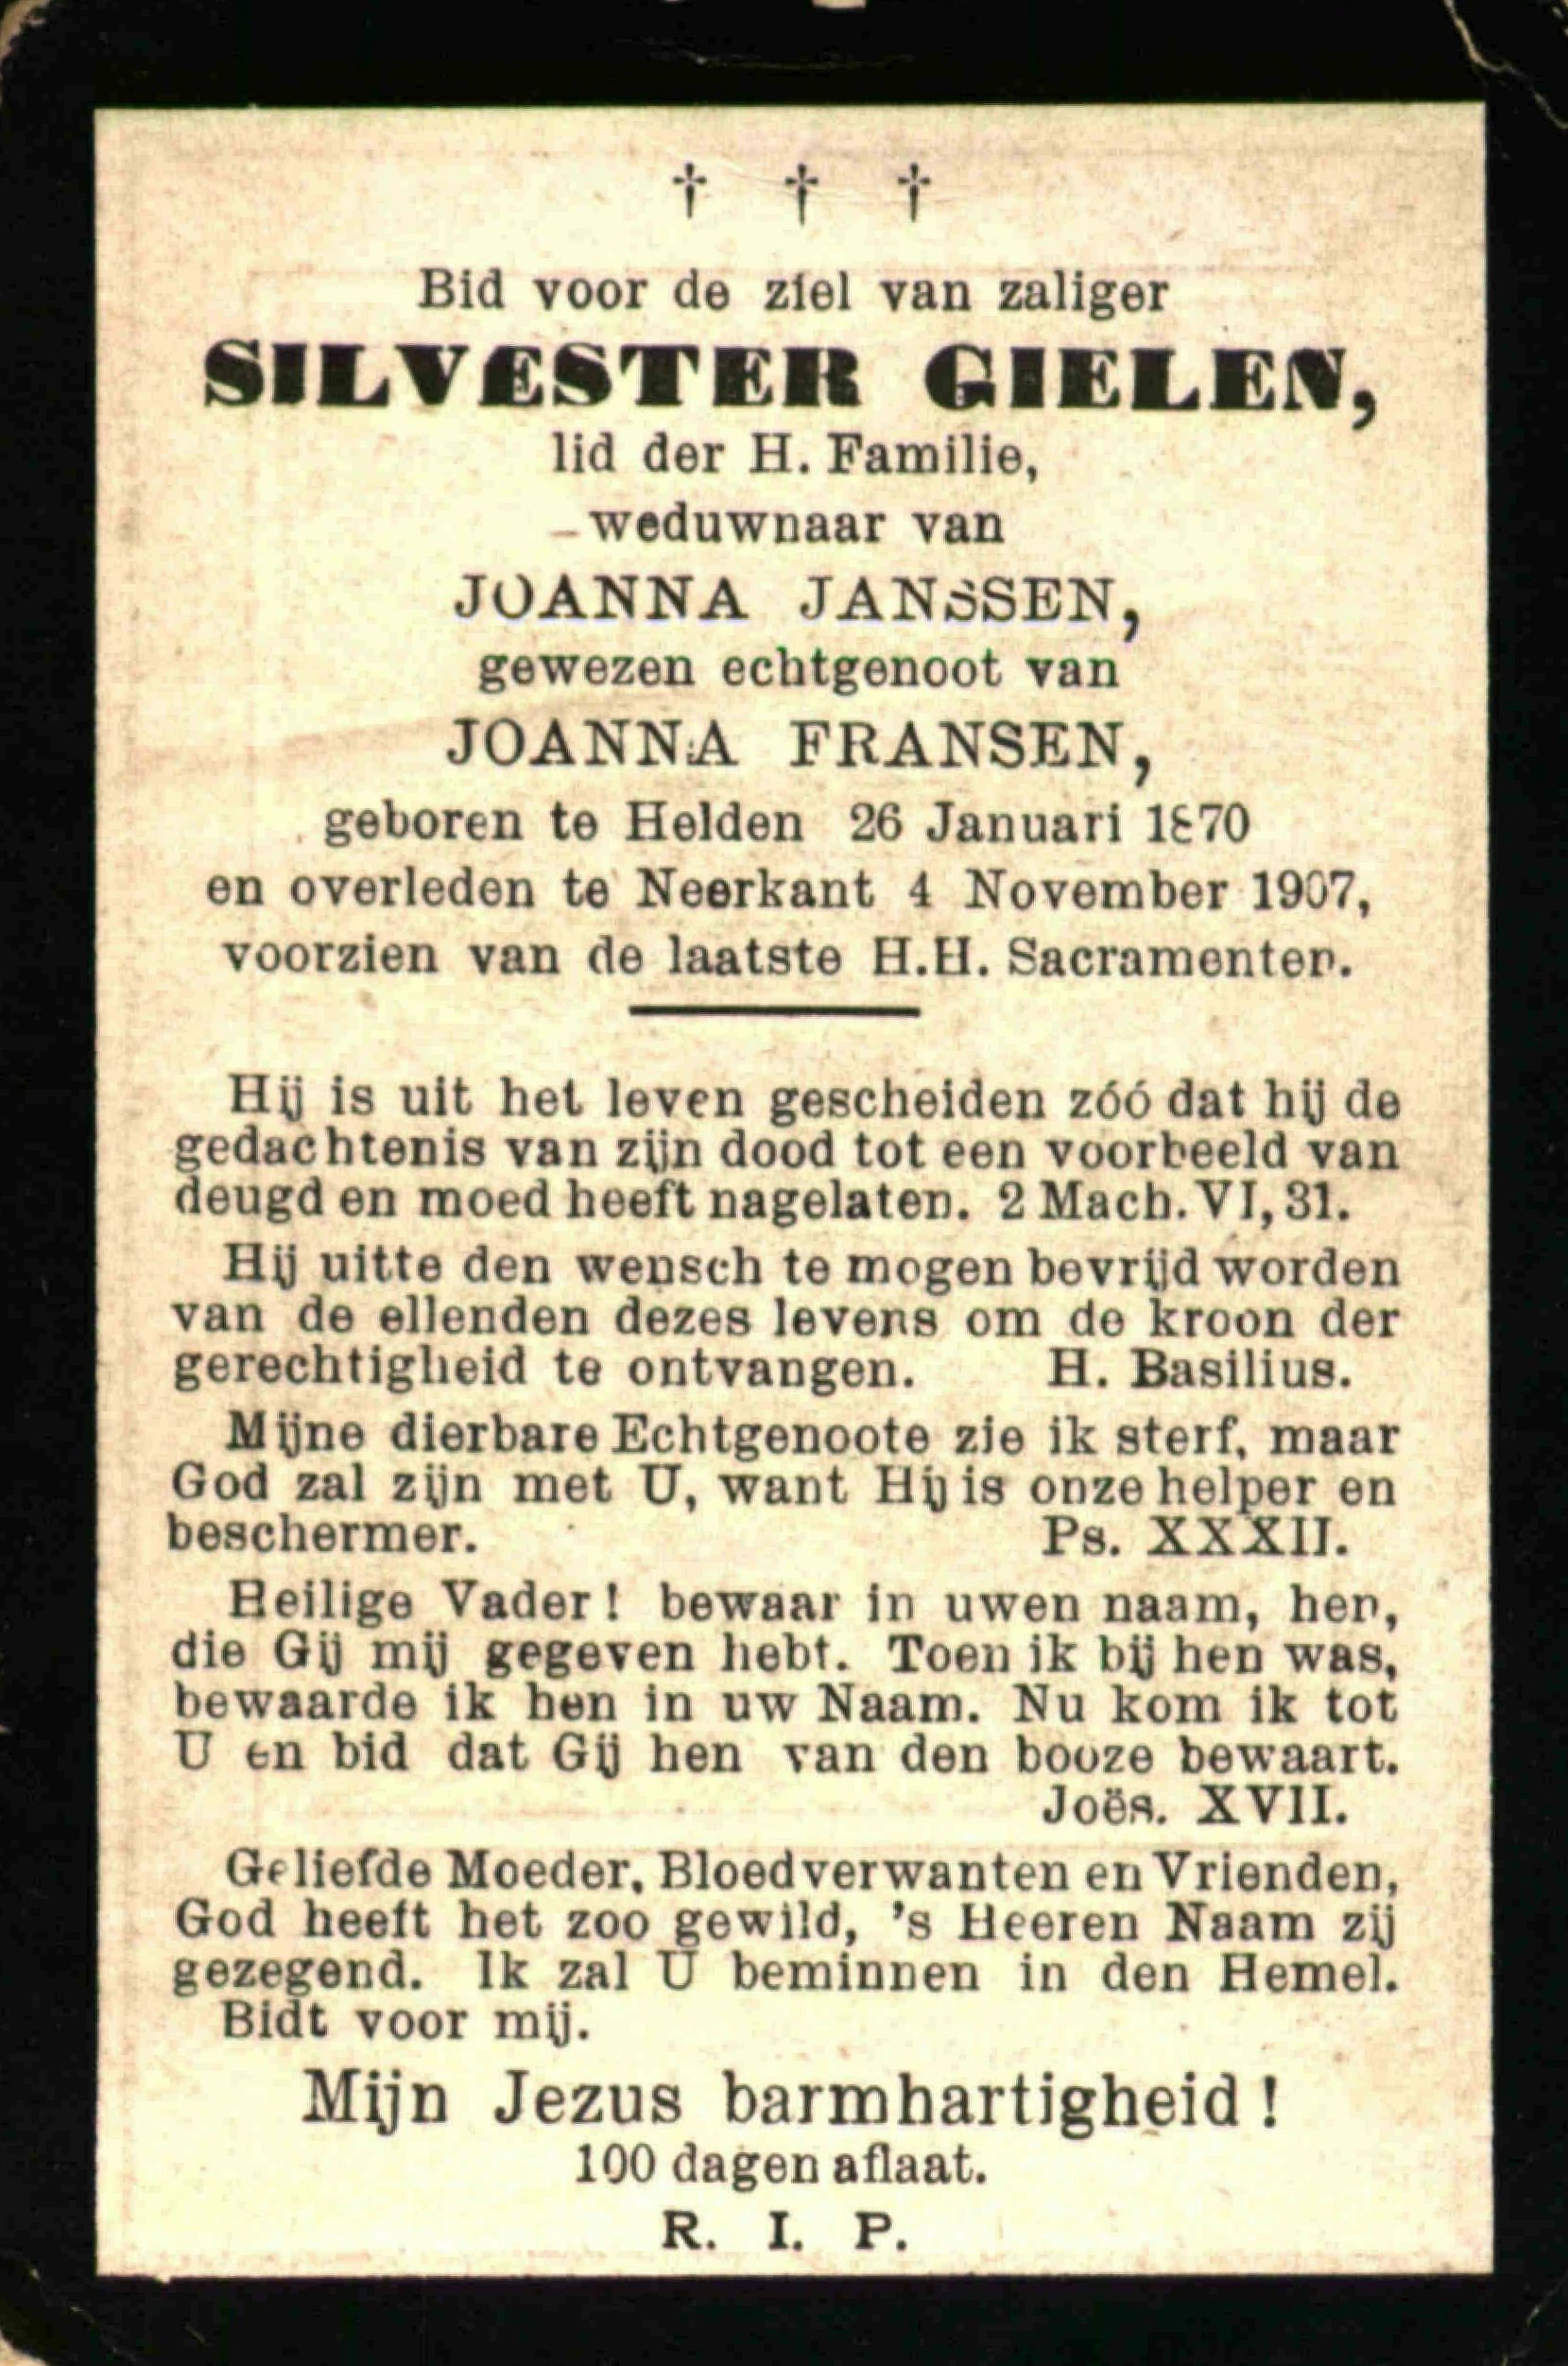 † † †
Bid voor de ziel van zaliger
SILVESTER GIELEN,
lid der H. Familie,
weduwnaar van
JOANNA JANSSEN,
gewezen echtgenoot van
JOANNA FRANSEN,
geboren te Helden 26 Januari 1870
en overleden te Neerkant 4 November 1907,
voorzien van de laatste H.H. Sacramenten.
Hij is uit het leven gescheiden zóó dat hij de
gedachtenis van zijn dood tot een voorbeeld van
deugd en moed heeft nagelaten. 2 Mach. VI, 31.
Hij uitte den wensch te mogen bevrijd worden
van de ellenden dezes levens om de kroon der
gerechtigheid te ontvangen. H. Basilius.
Mijne dierbare Echtgenoote zie ik sterf, maar
God zal zijn met U, want Hij is onze helper en
beschermer. Ps. XXXII.
Heilige Vader! bewaar in uwen naam, hen,
die Gij mij gegeven hebt. Toen ik bij hen was,
bewaarde ik hen in uw Naam. Nu kom ik tot
U en bid dat Gij hen van den booze bewaart.
Joës. XVII.
Geliefde Moeder, Bloedverwanten en Vrienden,
God heeft het zoo gewild, 's Heeren Naam zij
gezegend. Ik zal U beminnen in den Hemel.
Bidt voor mij.
Mijn Jezus barmhartigheid!
100 dagen aflaat.
R. I. P.